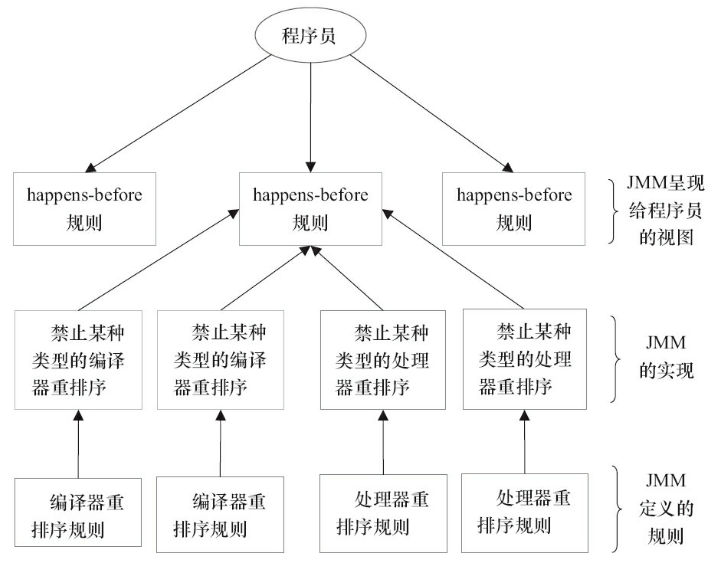 程序员
happens-before
规则
happens-before
规则
happens-before
规则
JMM呈现
给程序员
的视图
禁止某种
类型的编译
器重排序
禁止某种
类型的编译
器重排序
禁止某种
类型的处理
器重排序
禁止某种
类型的处理
器重排序
JMM
的实现
编译器重
排序规则
编译器重
排序规则
处理器重
排序规则
处理器重
排序规则
JMM
定义的
规则